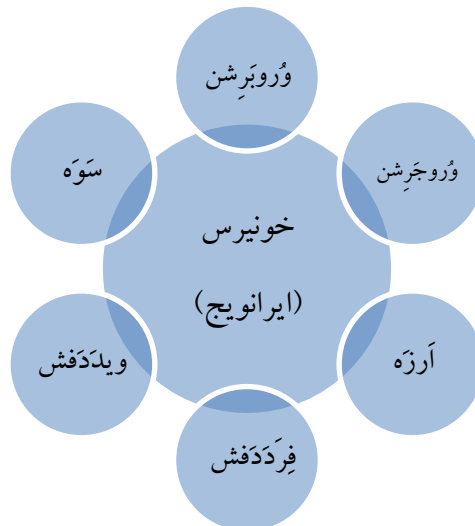 وُروبَرِشن
وُروجَرِشن
سَوَه
خونیرس
(ایرانویج)
اَرزَه
ویدَدَفش
فِرَدَدَفش